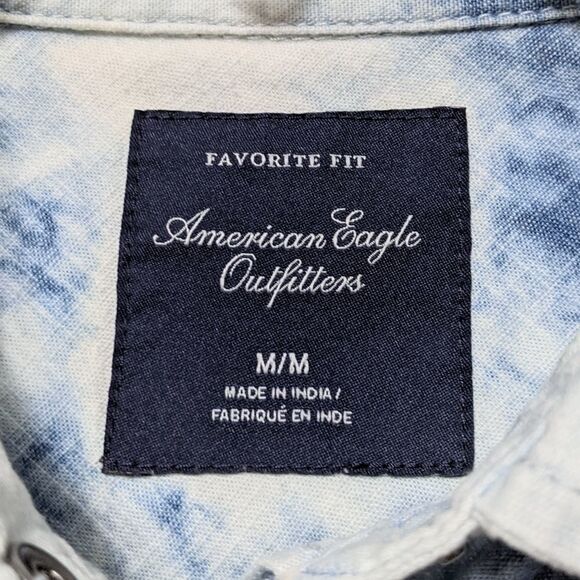 FAVORITE FIT
American Eagle
Outfitters
M/M
MADE IN INDIA/
FABRIQUÉ EN INDE